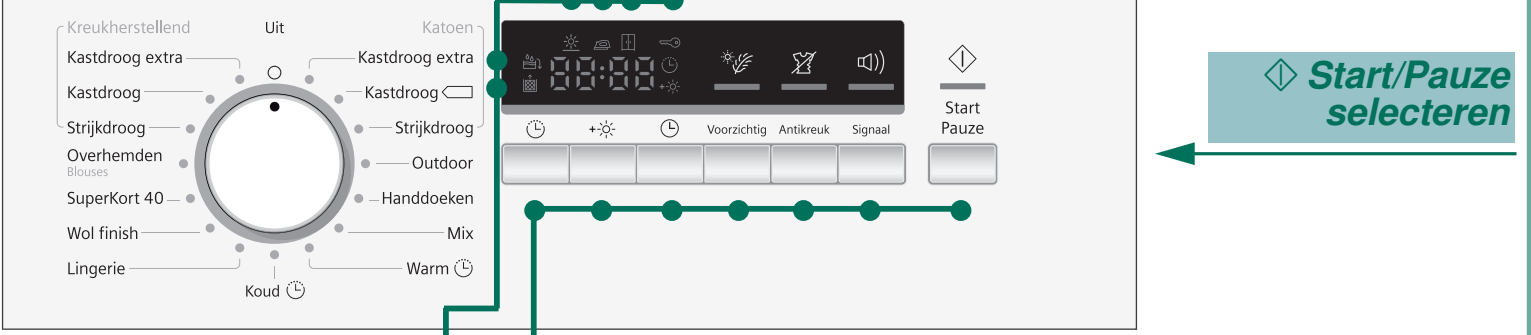 Kreukherstellend
Uit
Katoen
Kastdroog extra
Kastdroog extra
Kastdroog
Kastdroog
Strijkdroog
Strijkdroog
Overhemden
Blouses
Outdoor
SuperKort 40
Handdoeken
Wol finish
Mix
Lingerie
Warm
Koud
88:88
Voorzichtig
Antikreuk
Signaal
Start
Pauze
Start/Pauze
selecteren